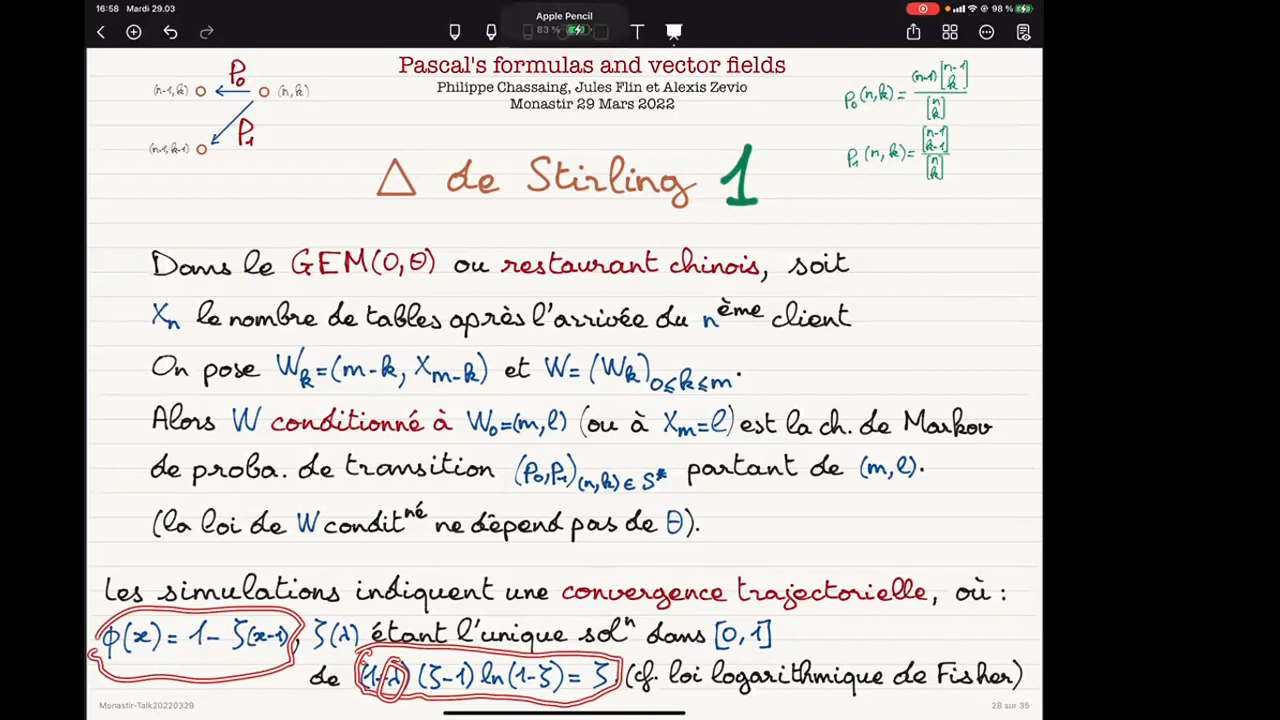 16:58 Mardi 29.03
Apple Pencil
83 %
98 %
T
Pascal's formulas and vector fields
Philippe Chassaing, Jules Flin et Alexis Zevio
Monastir 29 Mars 2022
(n-1,k) P₀ (n,k)
P₁
(n-1,k-1)
P₀(n,k) = (n-1)[n-1 k] / [n k]
P₁(n,k) = [n-1 k-1] / [n k]
Δ de Stirling 1
Dans le GEM(0,θ) ou restaurant chinois, soit
Xₙ le nombre de tables après l'arrivée du nème client
On pose Wₖ=(m-k, Xₘ₋ₖ) et W=(Wₖ)₀≤ₖ≤ₘ.
Alors W conditionné à W₀=(m,l) (ou à Xₘ=l) est la ch. de Markov
de proba. de transition (p₀,p₁)(n,k)∈S* partant de (m,l).
(la loi de W conditné ne dépend pas de θ).
Les simulations indiquent une convergence trajectorielle, où :
φ(x) = 1- ζ(x-1), ζ(λ) étant l'unique solⁿ dans [0,1]
de (1-λ)(ζ-1) ln(1-ζ) = ζ (cf. loi logarithmique de Fisher)
Monastir-Talk20220329
28 sur 35